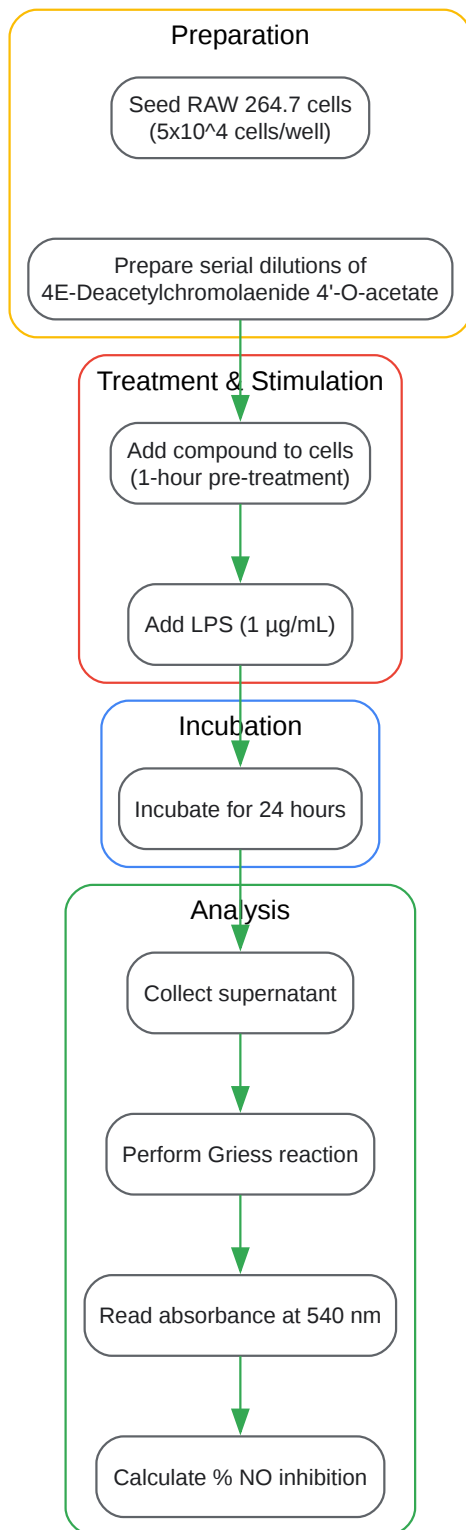 Preparation
Seed RAW 264.7 cells
(5x10^4 cells/well)
Prepare serial dilutions of
4E-Deacetylchromolaenide 4'-O-acetate
Treatment & Stimulation
Add compound to cells
(1-hour pre-treatment)
Add LPS (1 µg/mL)
Incubation
Incubate for 24 hours
Analysis
Collect supernatant
Perform Griess reaction
Read absorbance at 540 nm
Calculate % NO inhibition